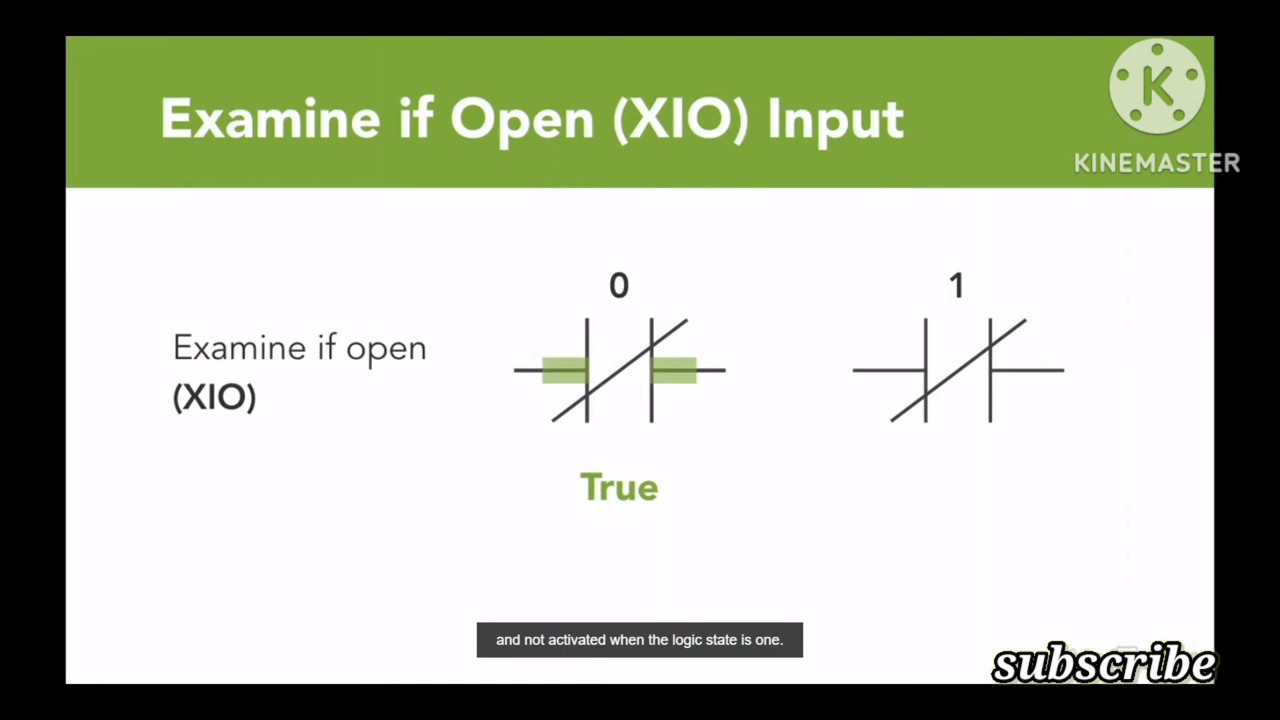 Examine if Open (XIO) Input
K
KINEMASTER
0
1
Examine if open
(XIO)
True
and not activated when the logic state is one.
subscribe